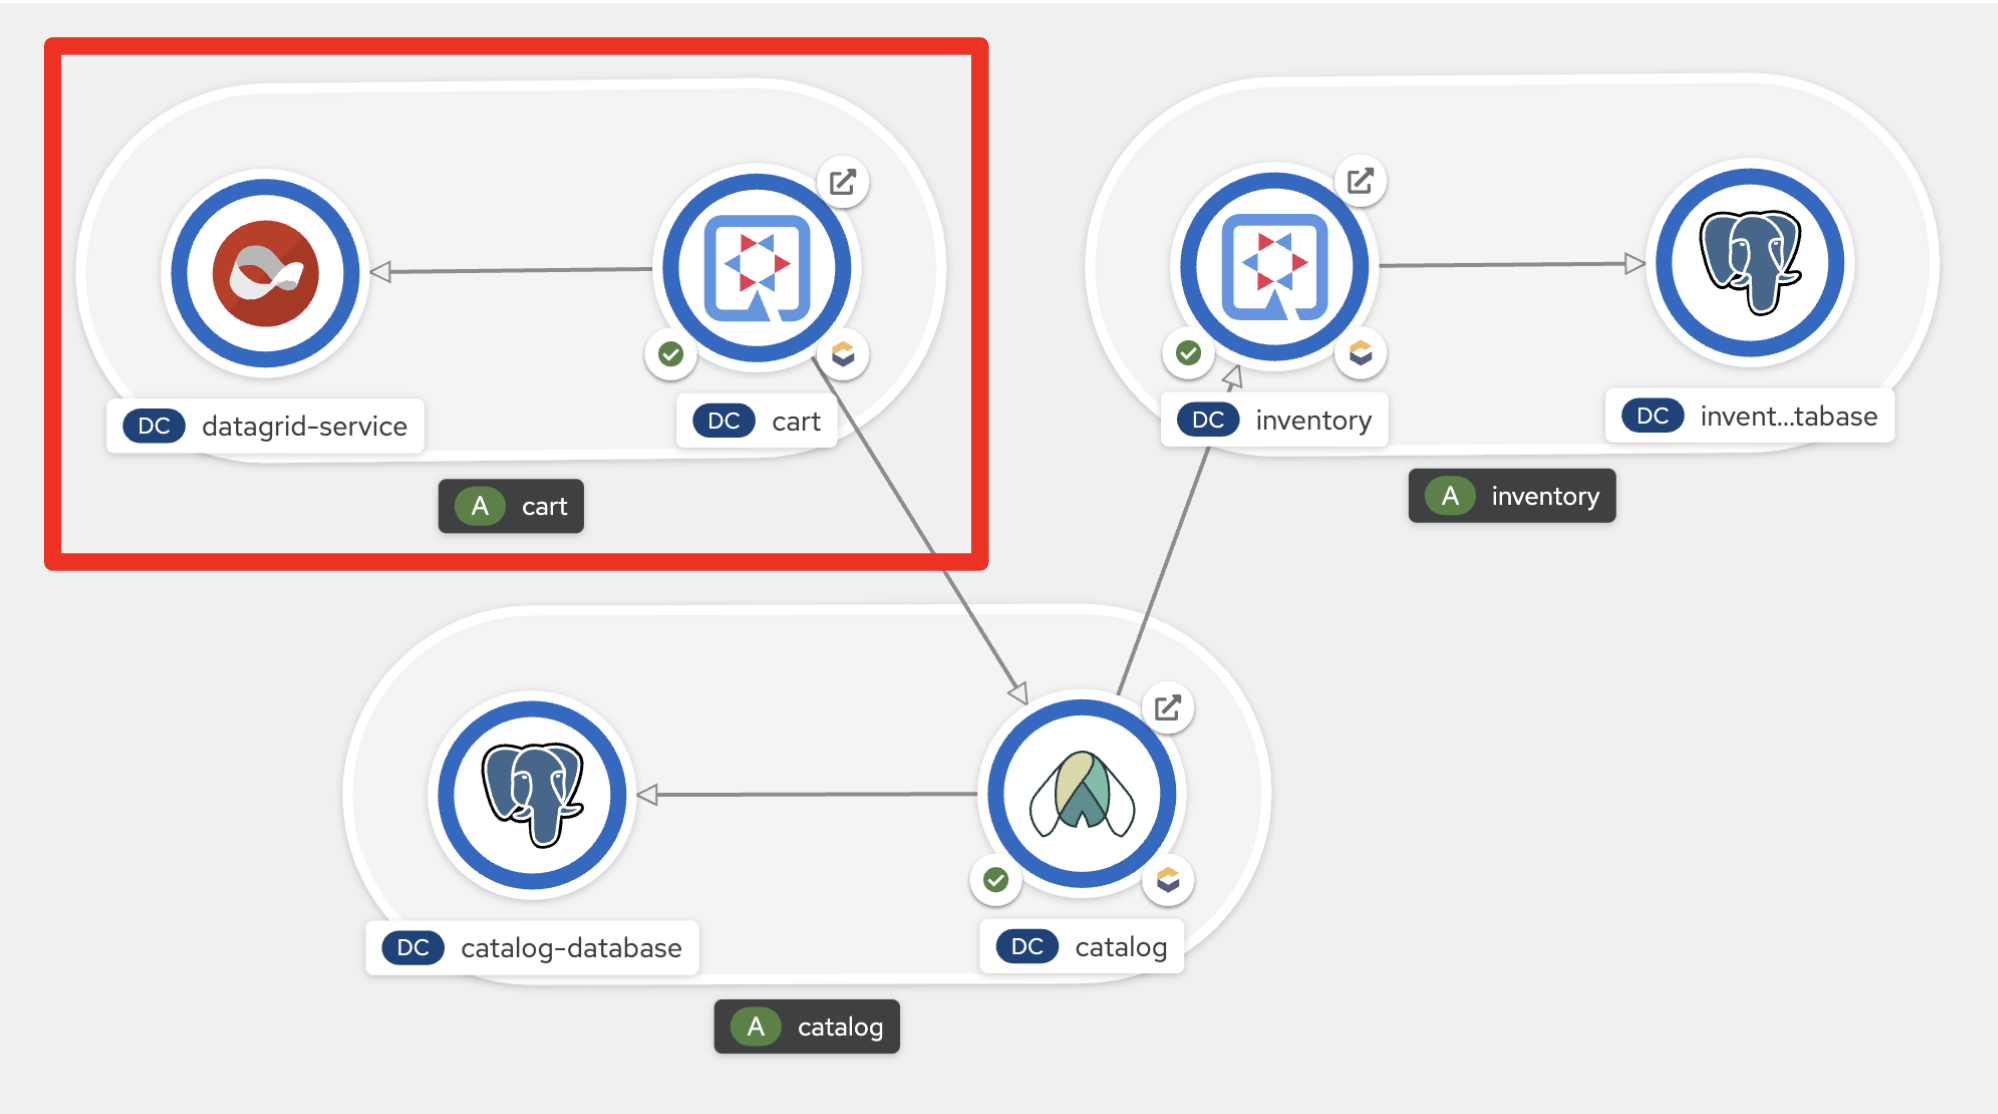 DC datagrid-service
DC cart
A cart
DC inventory
DC invent...tabase
A inventory
DC catalog-database
DC catalog
A catalog